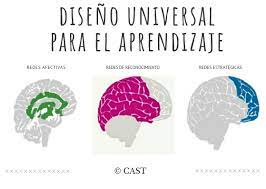 DISEÑO UNIVERSAL
PARA EL APRENDIZAJE
REDES AFECTIVAS
REDES DE RECONOCIMIENTO
REDES ESTRATÉGICAS
© CAST